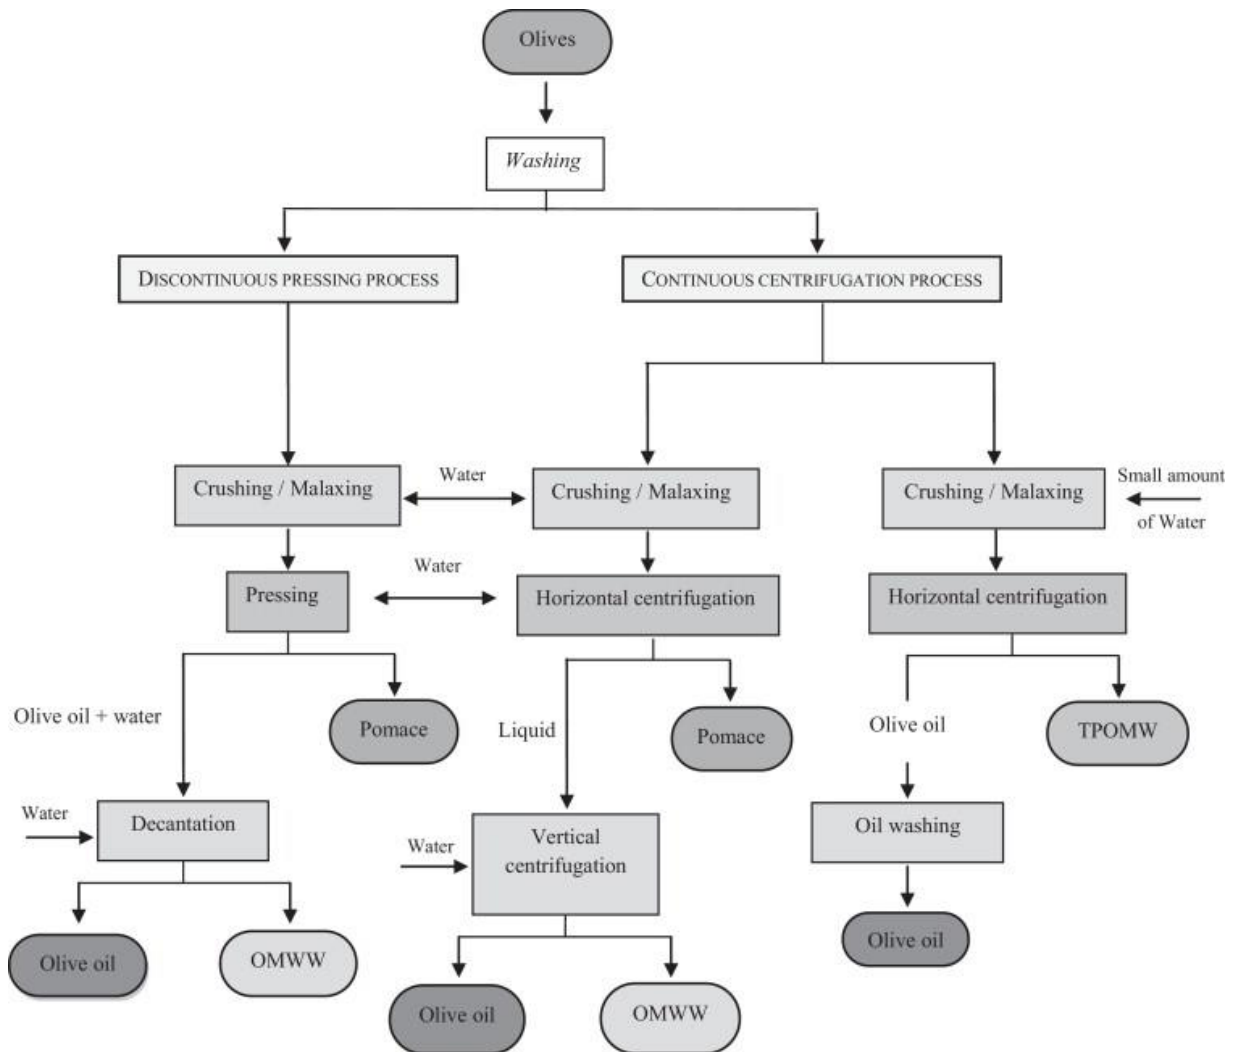 Olives
Washing
DISCONTINUOUS PRESSING PROCESS
CONTINUOUS CENTRIFUGATION PROCESS
Crushing / Malaxing
Water
Crushing / Malaxing
Crushing / Malaxing
Small amount
of Water
Pressing
Water
Horizontal centrifugation
Horizontal centrifugation
Olive oil + water
Pomace
Liquid
Pomace
Olive oil
TPOMW
Water
Decantation
Water
Vertical
centrifugation
Oil washing
Olive oil
OMWW
Olive oil
OMWW
Olive oil